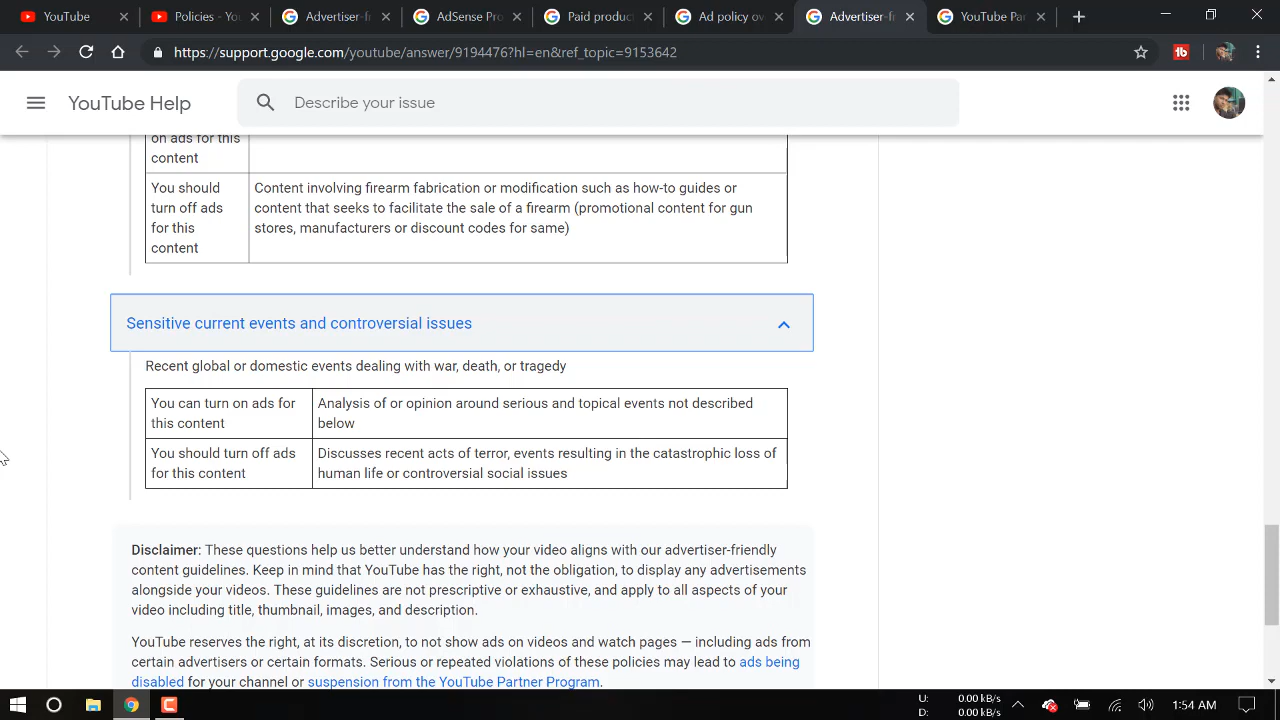 YouTube
Policies - Yo
Advertiser-f
AdSense Pro
Paid produc
Ad policy ov
Advertiser-f
YouTube Par
https://support.google.com/youtube/answer/9194476?hl=en&ref_topic=9153642
YouTube Help
Describe your issue
on ads for this
content
You should
turn off ads
for this
content
Content involving firearm fabrication or modification such as how-to guides or
content that seeks to facilitate the sale of a firearm (promotional content for gun
stores, manufacturers or discount codes for same)
Sensitive current events and controversial issues
Recent global or domestic events dealing with war, death, or tragedy
You can turn on ads for
this content
Analysis of or opinion around serious and topical events not described
below
You should turn off ads
for this content
Discusses recent acts of terror, events resulting in the catastrophic loss of
human life or controversial social issues
Disclaimer: These questions help us better understand how your video aligns with our advertiser-friendly
content guidelines. Keep in mind that YouTube has the right, not the obligation, to display any advertisements
alongside your videos. These guidelines are not prescriptive or exhaustive, and apply to all aspects of your
video including title, thumbnail, images, and description.
YouTube reserves the right, at its discretion, to not show ads on videos and watch pages — including ads from
certain advertisers or certain formats. Serious or repeated violations of these policies may lead to ads being
disabled for your channel or suspension from the YouTube Partner Program.
U: 0.00 kB/s
D: 0.00 kB/s
1:54 AM